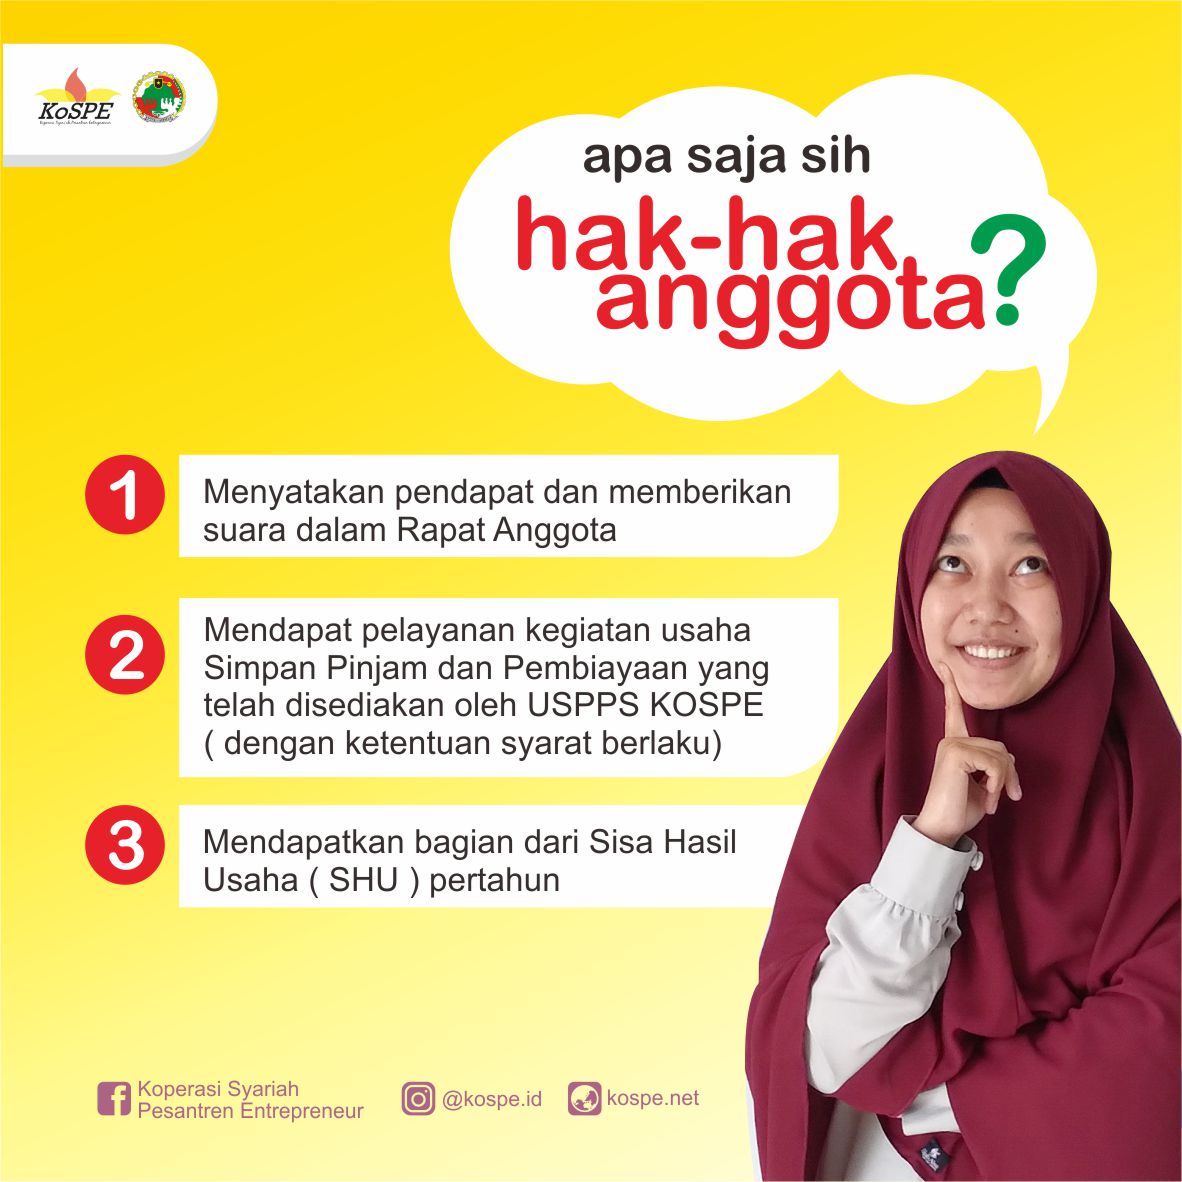 KoSPE
apa saja sih
hak-hak
anggota?
1
Menyatakan pendapat dan memberikan
suara dalam Rapat Anggota
2
Mendapat pelayanan kegiatan usaha
Simpan Pinjam dan Pembiayaan yang
telah disediakan oleh USPPS KOSPE
( dengan ketentuan syarat berlaku)
3
Mendapatkan bagian dari Sisa Hasil
Usaha ( SHU ) pertahun
Koperasi Syariah
Pesantren Entrepreneur
@kospe.id
kospe.net